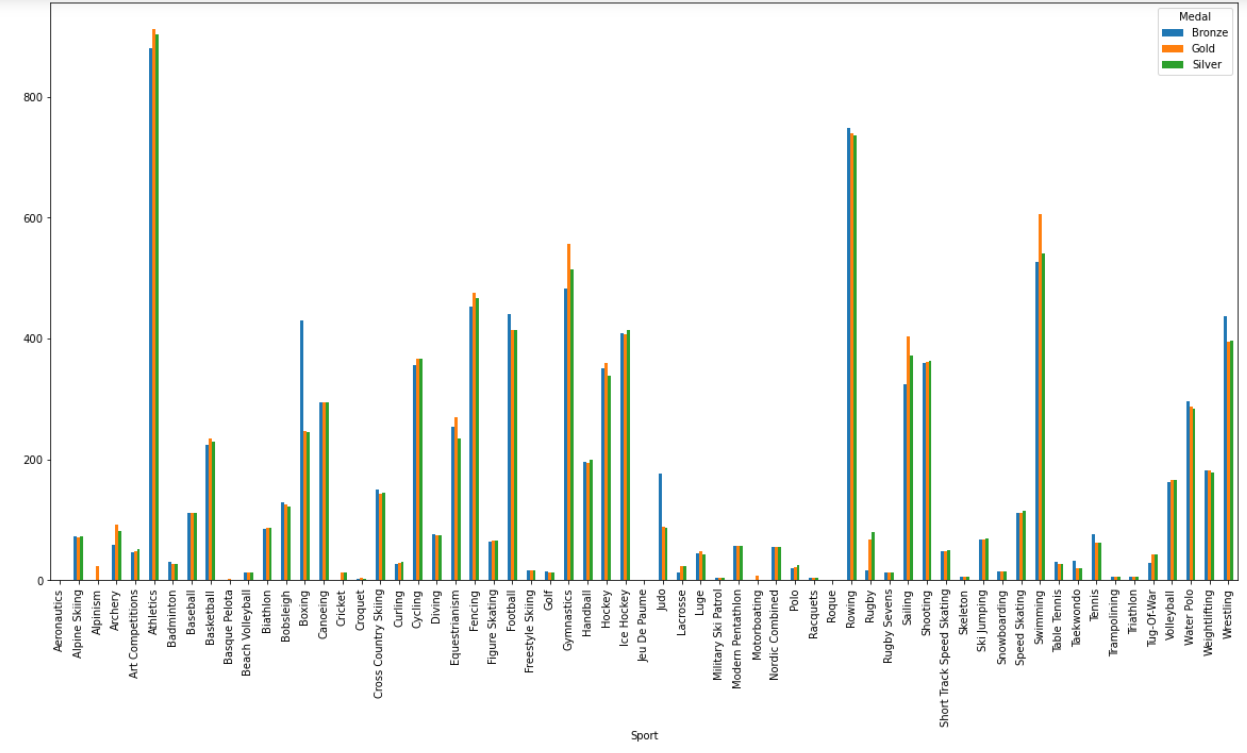 Medal
Bronze
Gold
Silver
800
600
400
200
0
Aeronautics
Alpine Skiing
Alpinism
Archery
Art Competitions
Athletics
Badminton
Baseball
Basketball
Basque Pelota
Beach Volleyball
Biathlon
Bobsleigh
Boxing
Canoeing
Cricket
Croquet
Cross Country Skiing
Curling
Cycling
Diving
Equestrianism
Fencing
Figure Skating
Football
Freestyle Skiing
Golf
Gymnastics
Handball
Hockey
Ice Hockey
Jeu De Paume
Judo
Lacrosse
Luge
Military Ski Patrol
Modern Pentathlon
Motorboating
Nordic Combined
Polo
Racquets
Roque
Rowing
Rugby
Rugby Sevens
Sailing
Shooting
Short Track Speed Skating
Skeleton
Ski Jumping
Snowboarding
Speed Skating
Swimming
Table Tennis
Taekwondo
Tennis
Trampolining
Triathlon
Tug-Of-War
Volleyball
Water Polo
Weightlifting
Wrestling
Sport